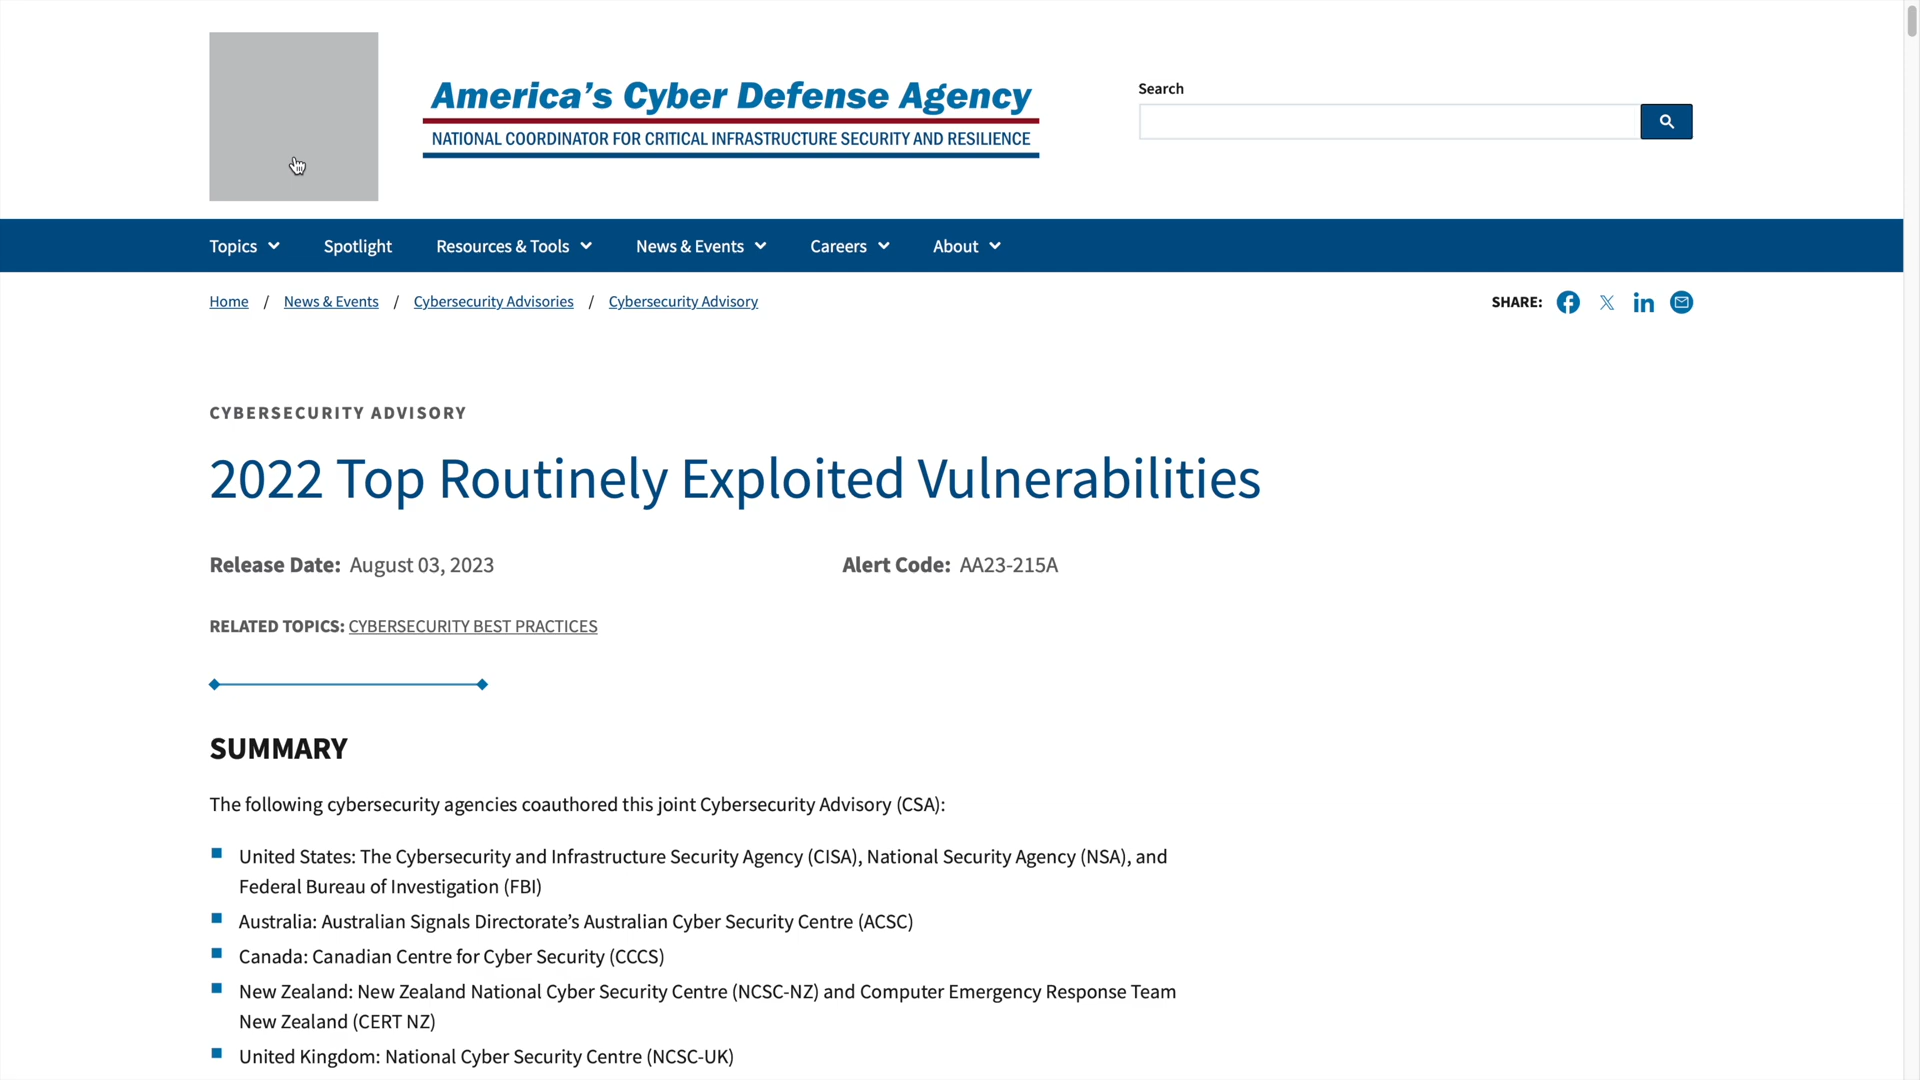 America's Cyber Defense Agency
NATIONAL COORDINATOR FOR CRITICAL INFRASTRUCTURE SECURITY AND RESILIENCE
Search
Topics
Spotlight
Resources & Tools
News & Events
Careers
About
Home / News & Events / Cybersecurity Advisories / Cybersecurity Advisory
SHARE:
CYBERSECURITY ADVISORY
2022 Top Routinely Exploited Vulnerabilities
Release Date: August 03, 2023
Alert Code: AA23-215A
RELATED TOPICS: CYBERSECURITY BEST PRACTICES
SUMMARY
The following cybersecurity agencies coauthored this joint Cybersecurity Advisory (CSA):
United States: The Cybersecurity and Infrastructure Security Agency (CISA), National Security Agency (NSA), and
Federal Bureau of Investigation (FBI)
Australia: Australian Signals Directorate’s Australian Cyber Security Centre (ACSC)
Canada: Canadian Centre for Cyber Security (CCCS)
New Zealand: New Zealand National Cyber Security Centre (NCSC-NZ) and Computer Emergency Response Team
New Zealand (CERT NZ)
United Kingdom: National Cyber Security Centre (NCSC-UK)